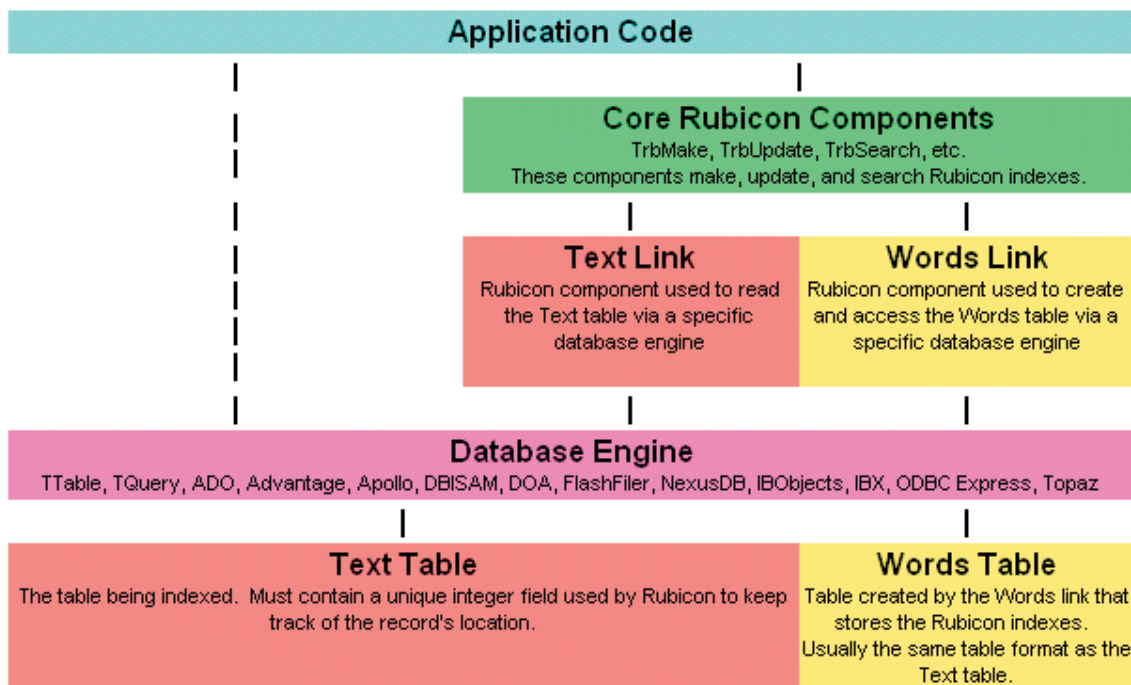 Application Code
Core Rubicon Components
TrbMake, TrbUpdate, TrbSearch, etc.
These components make, update, and search Rubicon indexes.
Text Link
Rubicon component used to read
the Text table via a specific
database engine
Words Link
Rubicon component used to create
and access the Words table via a
specific database engine
Database Engine
TTable, TQuery, ADO, Advantage, Apollo, DBISAM, DOA, FlashFiler, NexusDB, IBObjects, IBX, ODBC Express, Topaz
Text Table
The table being indexed.  Must contain a unique integer field used by Rubicon to keep
track of the record's location.
Words Table
Table created by the Words link that
stores the Rubicon indexes.
Usually the same table format as the
Text table.